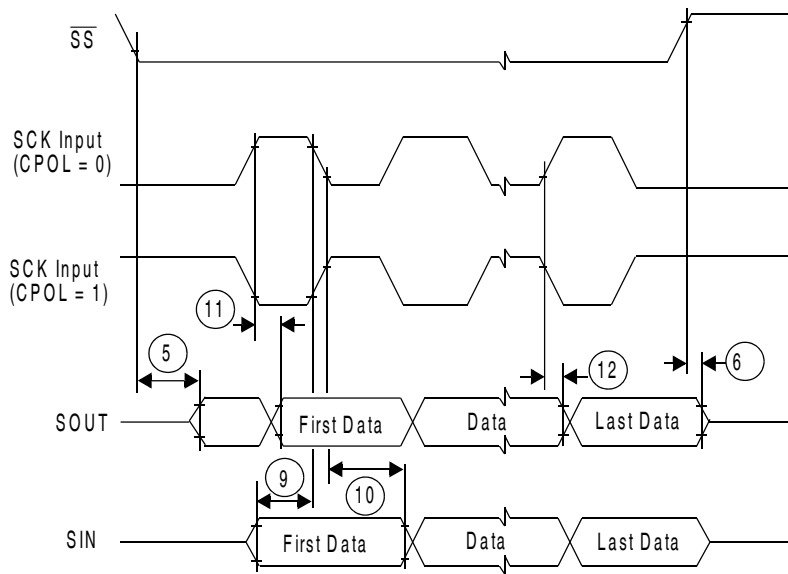 SS
SCK Input
(CPOL = 0)
SCK Input
(CPOL = 1)
11
5
12
6
SOUT
First Data
Data
Last Data
9
10
SIN
First Data
Data
Last Data